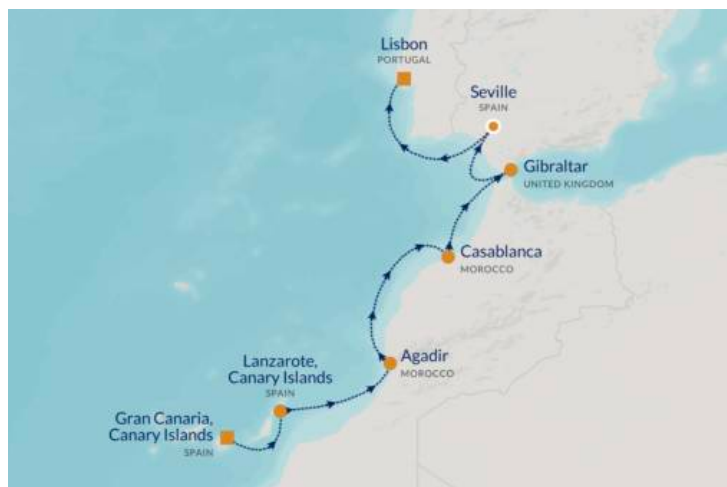 Lisbon
PORTUGAL
Seville
SPAIN
Gibraltar
UNITED KINGDOM
Casablanca
MOROCCO
Agadir
MOROCCO
Lanzarote,
Canary Islands
SPAIN
Gran Canaria,
Canary Islands
SPAIN